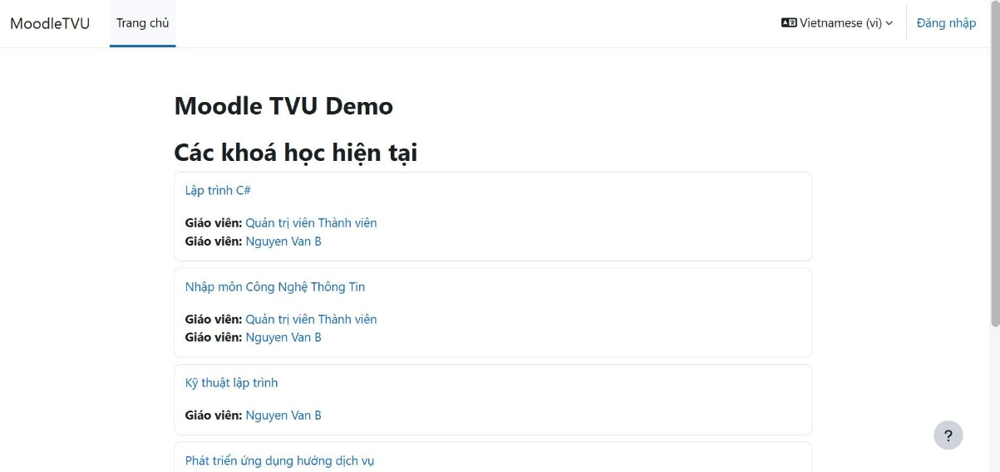 MoodleTVU
Trang chủ
Vietnamese (vi)
Đăng nhập
Moodle TVU Demo
Các khoá học hiện tại
Lập trình C#
Giáo viên: Quản trị viên Thành viên
Giáo viên: Nguyen Van B
Nhập môn Công Nghệ Thông Tin
Giáo viên: Quản trị viên Thành viên
Giáo viên: Nguyen Van B
Kỹ thuật lập trình
Giáo viên: Nguyen Van B
?
Phát triển ứng dụng hướng dịch vụ